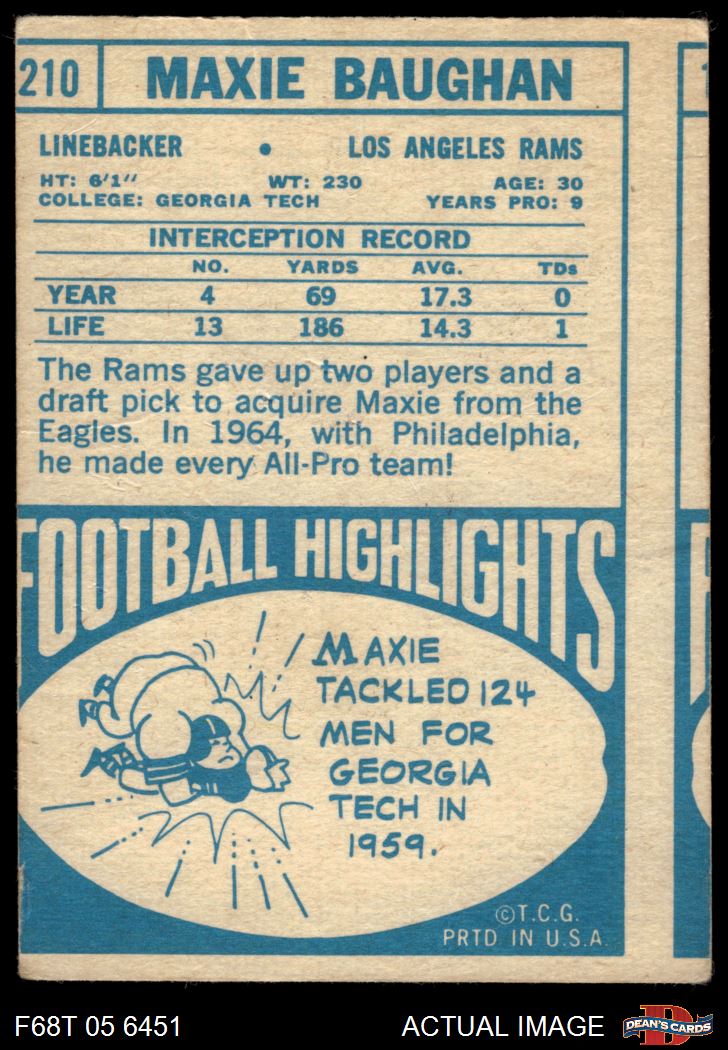 210 MAXIE BAUGHAN
LINEBACKER • LOS ANGELES RAMS
HT: 6'1" WT: 230 AGE: 30
COLLEGE: GEORGIA TECH YEARS PRO: 9
INTERCEPTION RECORD
NO. YARDS AVG. TDs
YEAR 4 69 17.3 0
LIFE 13 186 14.3 1
The Rams gave up two players and a
draft pick to acquire Maxie from the
Eagles. In 1964, with Philadelphia,
he made every All-Pro team!
FOOTBALL HIGHLIGHTS
MAXIE
TACKLED 124
MEN FOR
GEORGIA
TECH IN
1959.
©T.C.G.
PRTD IN U.S.A.
F68T 05 6451 ACTUAL IMAGE DEAN'S CARDS